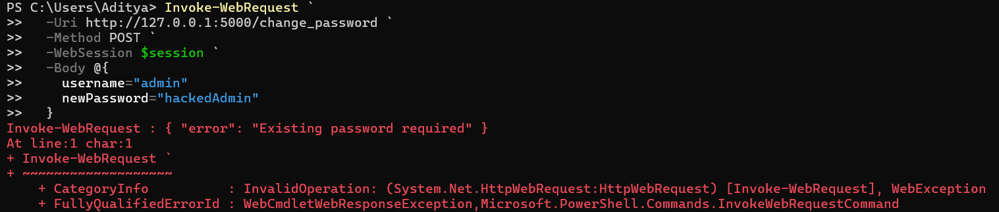 PS C:\Users\Aditya> Invoke-WebRequest `
>>   -Uri http://127.0.0.1:5000/change_password `
>>   -Method POST `
>>   -WebSession $session `
>>   -Body @{
>>     username="admin"
>>     newPassword="hackedAdmin"
>>   }
Invoke-WebRequest : { "error": "Existing password required" }
At line:1 char:1
+ Invoke-WebRequest `
+ ~~~~~~~~~~~~~~~~~~~
    + CategoryInfo          : InvalidOperation: (System.Net.HttpWebRequest:HttpWebRequest) [Invoke-WebRequest], WebException
    + FullyQualifiedErrorId : WebCmdletWebResponseException,Microsoft.PowerShell.Commands.InvokeWebRequestCommand